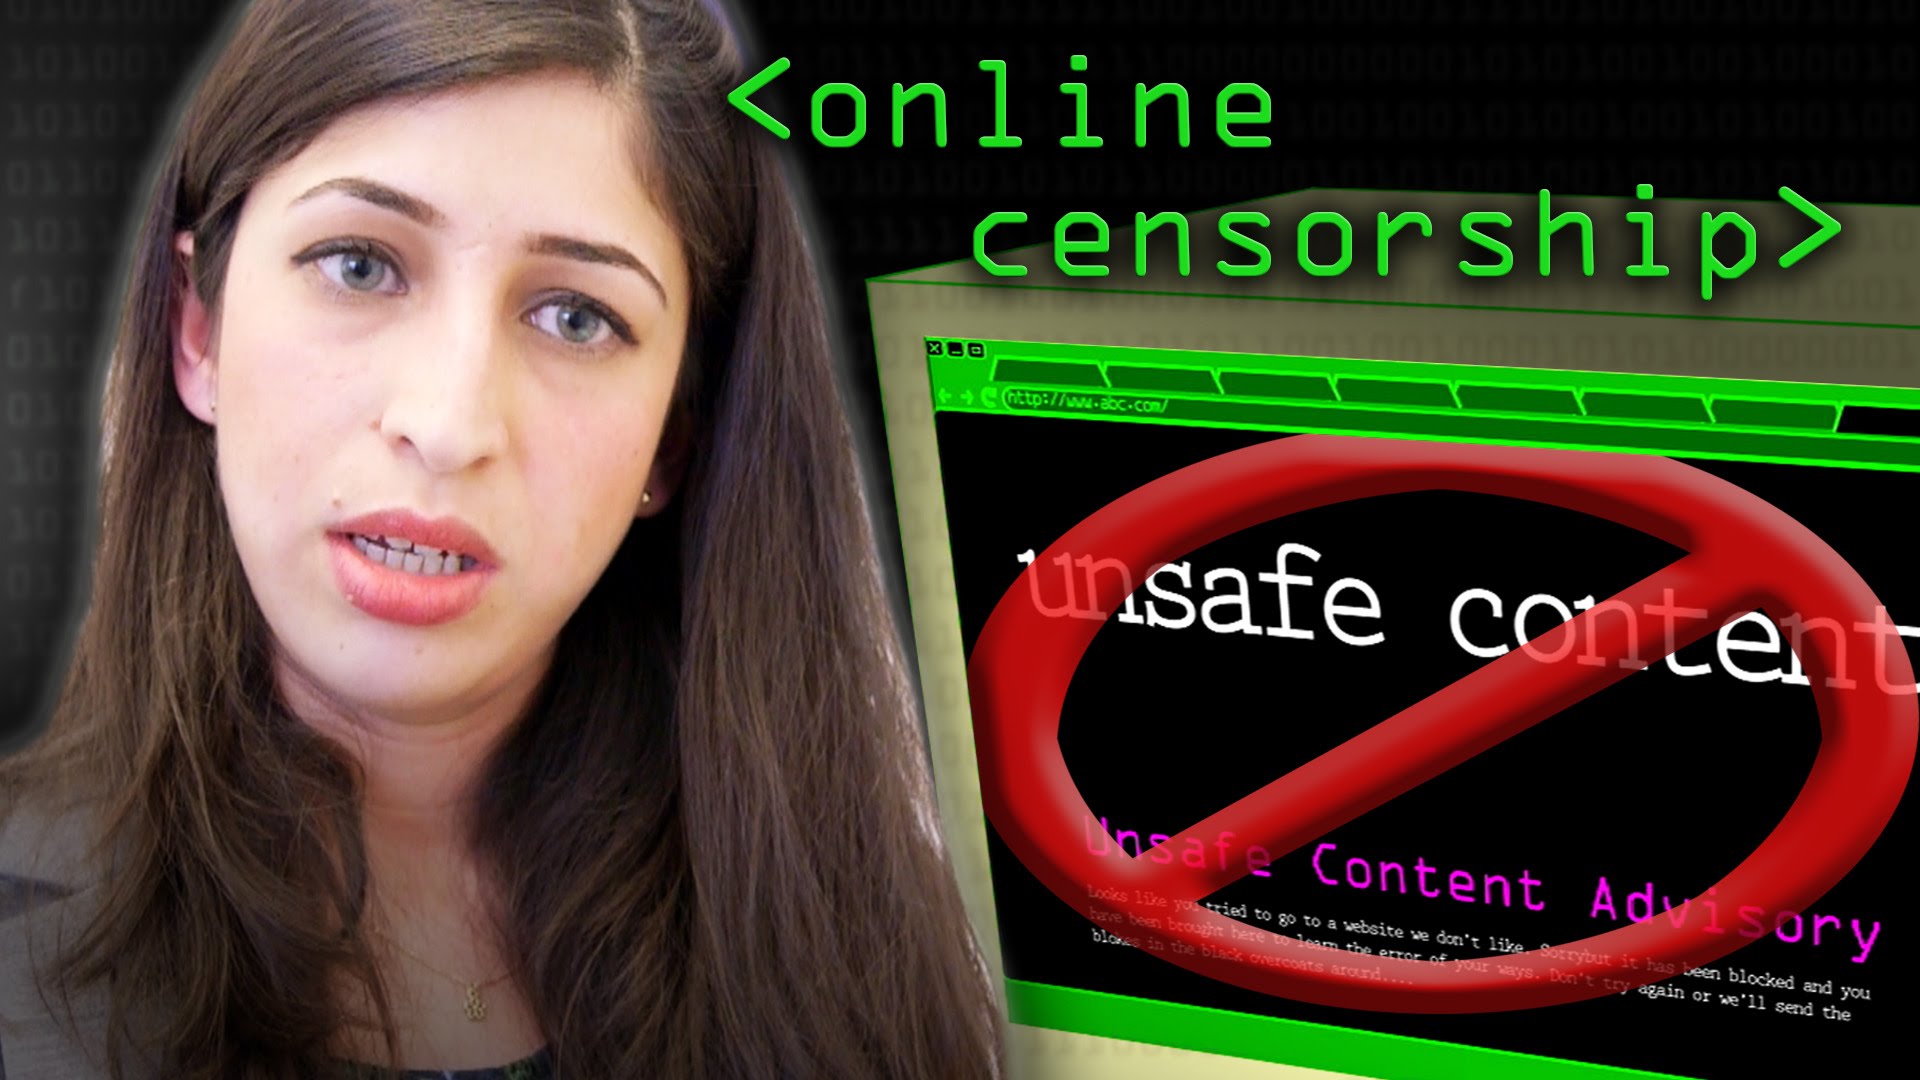 <online
censorship>
http://www.abc.com/
unsafe content
Unsafe Content Advisory
Looks like you tried to go to a website we don't like. Sorrybut it has been blocked and you
have been brought here to learn the error of your ways. Don't try again or we'll send the
blokes in the black overcoats around....